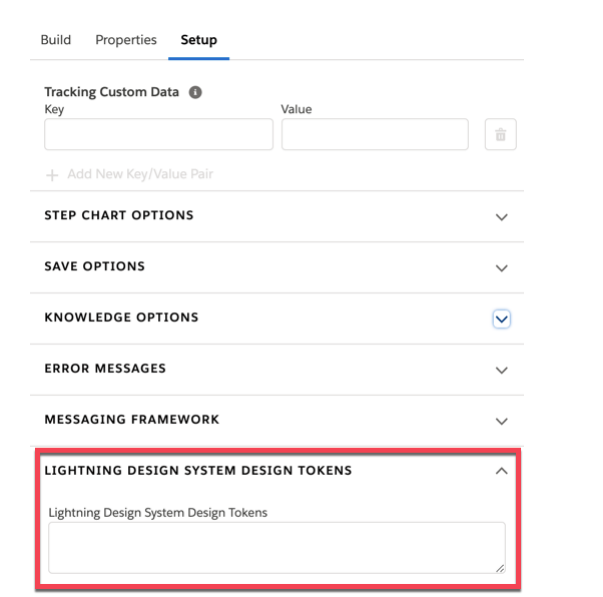 Build Properties Setup
Tracking Custom Data
Key Value
+ Add New Key/Value Pair
STEP CHART OPTIONS
SAVE OPTIONS
KNOWLEDGE OPTIONS
ERROR MESSAGES
MESSAGING FRAMEWORK
LIGHTNING DESIGN SYSTEM DESIGN TOKENS
Lightning Design System Design Tokens